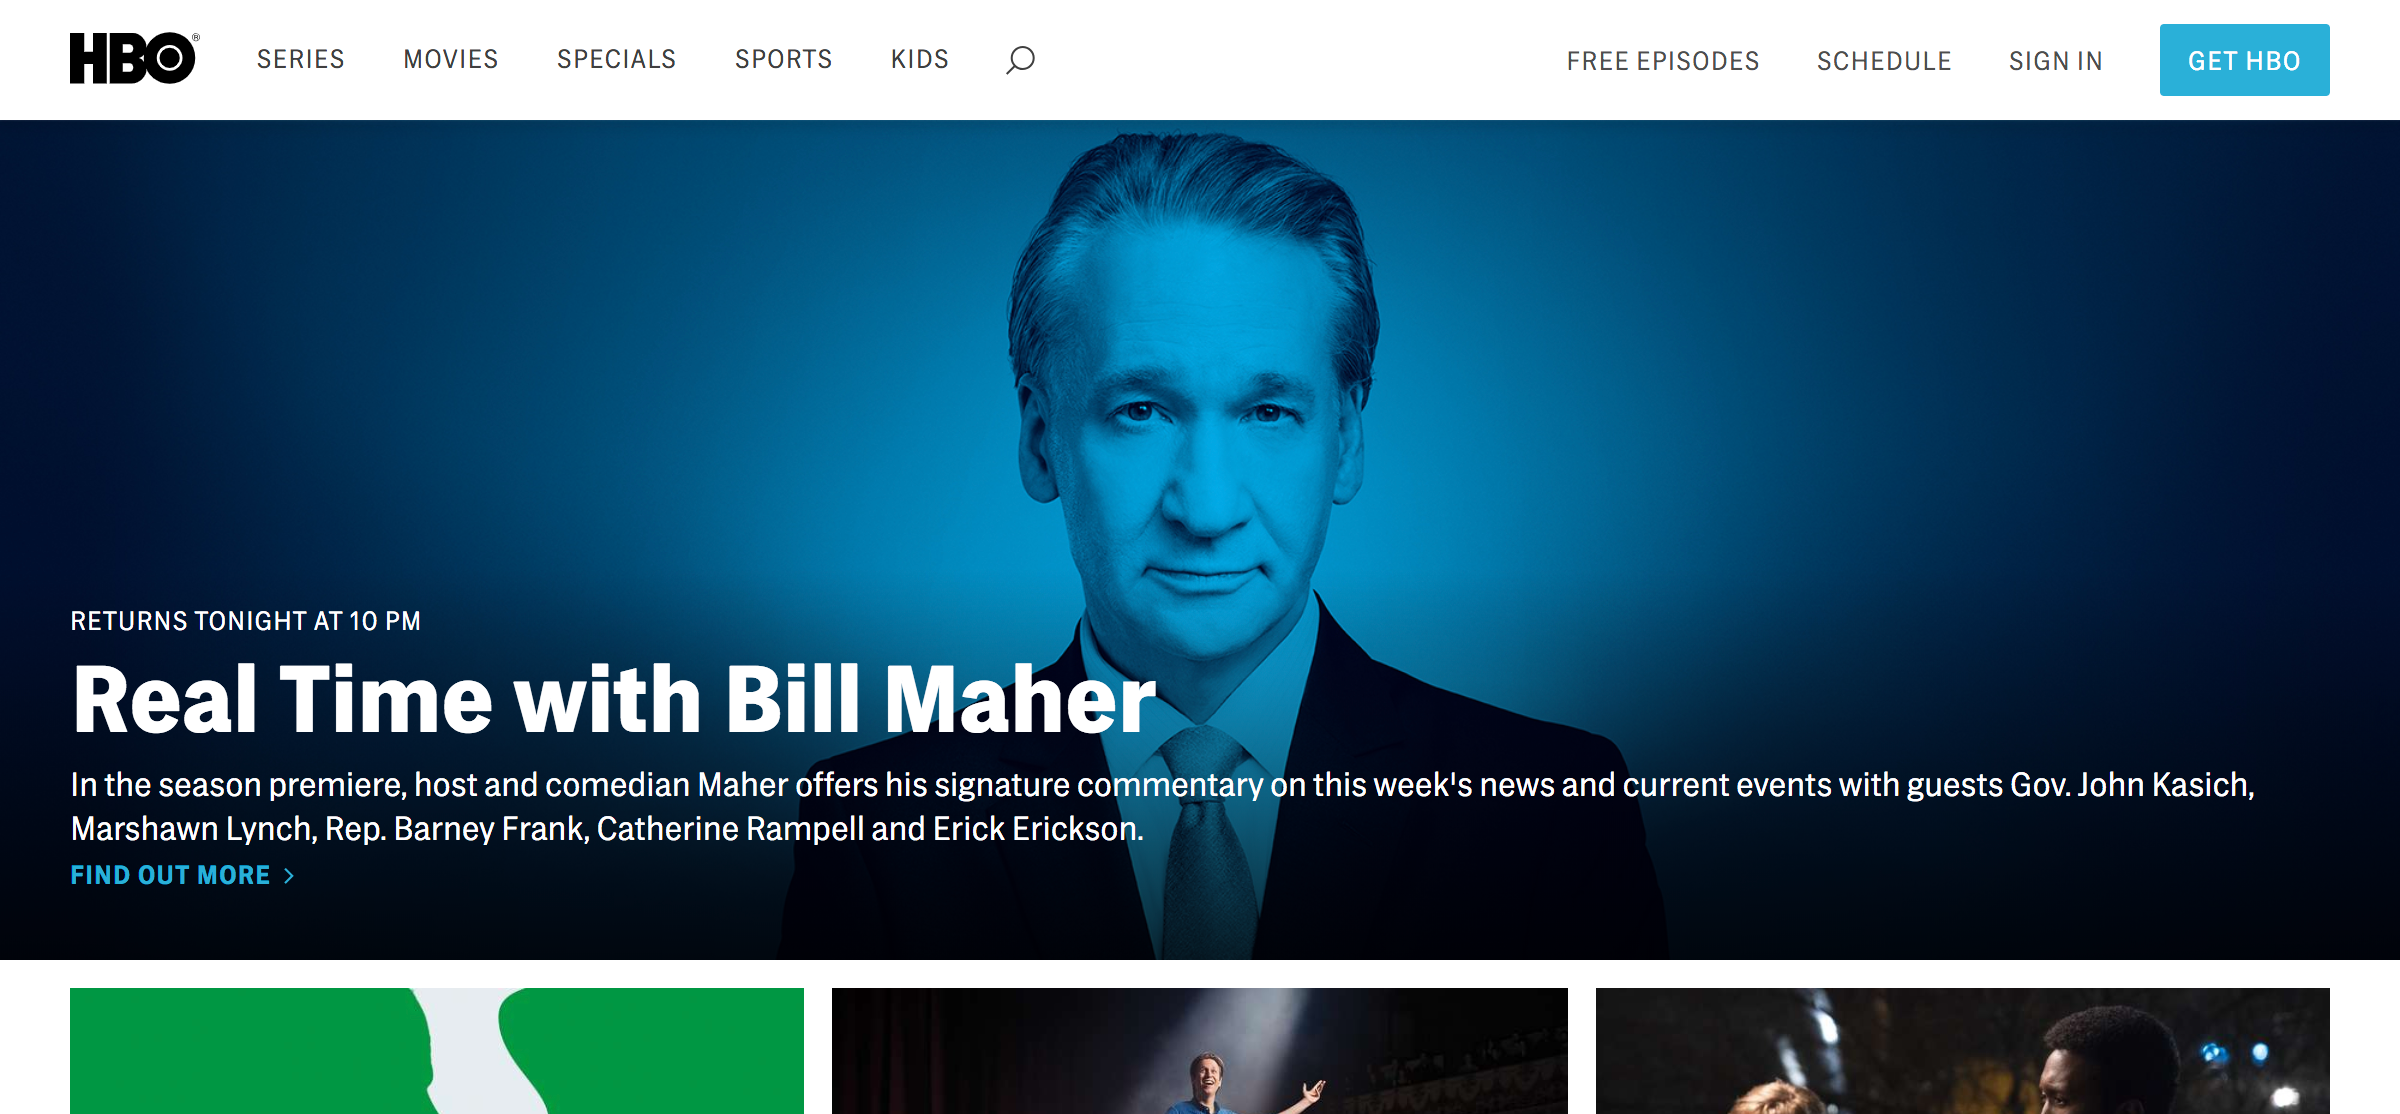 HBO®
SERIES MOVIES SPECIALS SPORTS KIDS
FREE EPISODES SCHEDULE SIGN IN GET HBO
RETURNS TONIGHT AT 10 PM
Real Time with Bill Maher
In the season premiere, host and comedian Maher offers his signature commentary on this week's news and current events with guests Gov. John Kasich,
Marshawn Lynch, Rep. Barney Frank, Catherine Rampell and Erick Erickson.
FIND OUT MORE >